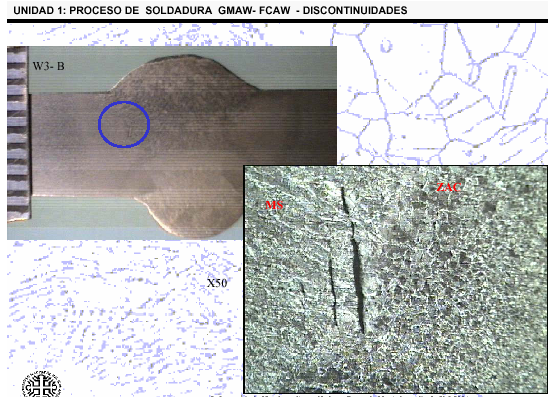 UNIDAD 1: PROCESO DE SOLDADURA GMAW- FCAW - DISCONTINUIDADES
W3- B
ZAC
MS
X50